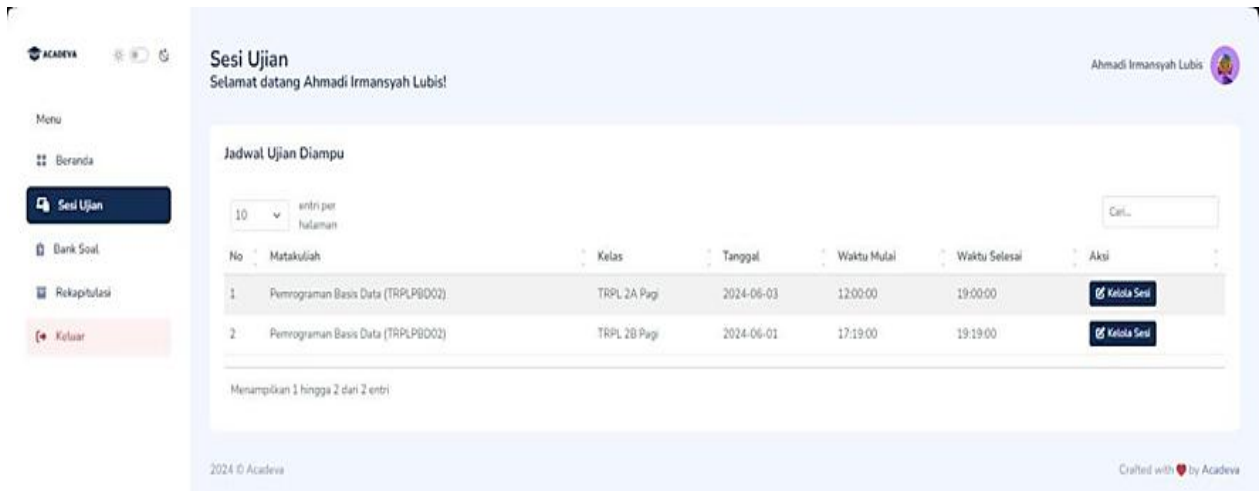 ACADEVA
Menu
Beranda
Sesi Ujian
Bank Soal
Rekapitulasi
Keluar
Sesi Ujian
Selamat datang Ahmadi Irmansyah Lubis!
Ahmadi Irmansyah Lubis
Jadwal Ujian Diampu
10 entri per
halaman
Cari...
No Matakuliah Kelas Tanggal Waktu Mulai Waktu Selesai Aksi
1 Pemrograman Basis Data (TRPLPBD02) TRPL 2A Pagi 2024-06-03 12:00:00 19:00:00 Kelola Sesi
2 Pemrograman Basis Data (TRPLPBD02) TRPL 2B Pagi 2024-06-01 17:19:00 19:19:00 Kelola Sesi
Menampilkan 1 hingga 2 dari 2 entri
2024 © Acadeva
Crafted with ❤ by Acadeva